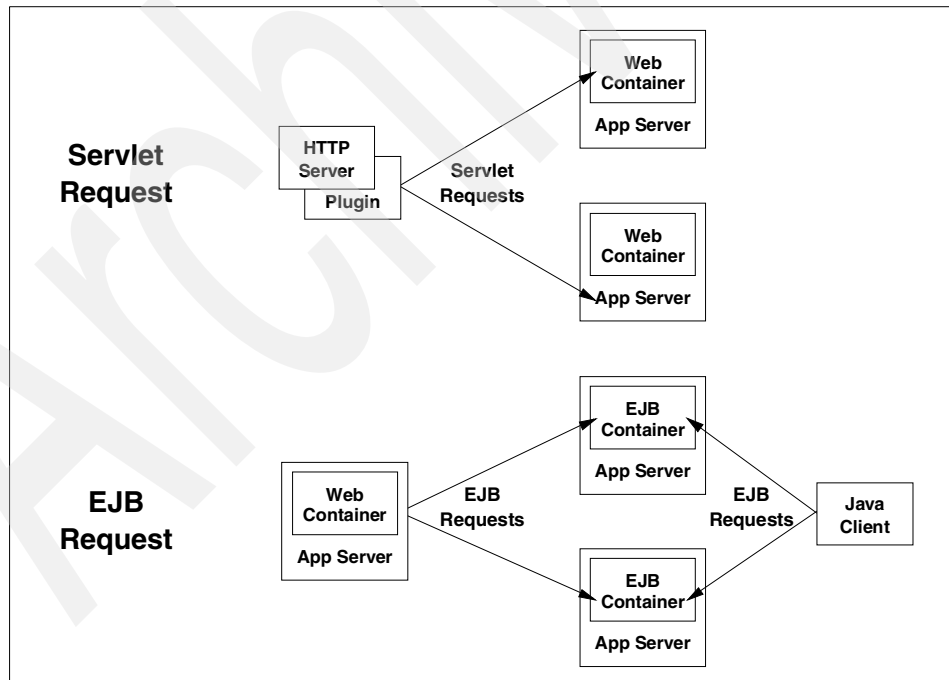 Servlet
Request
HTTP
Server
Plugin
Servlet
Requests
Web
Container
App Server
Web
Container
App Server
EJB
Request
Web
Container
App Server
EJB
Requests
EJB
Container
App Server
EJB
Container
App Server
EJB
Requests
Java
Client
Archiv